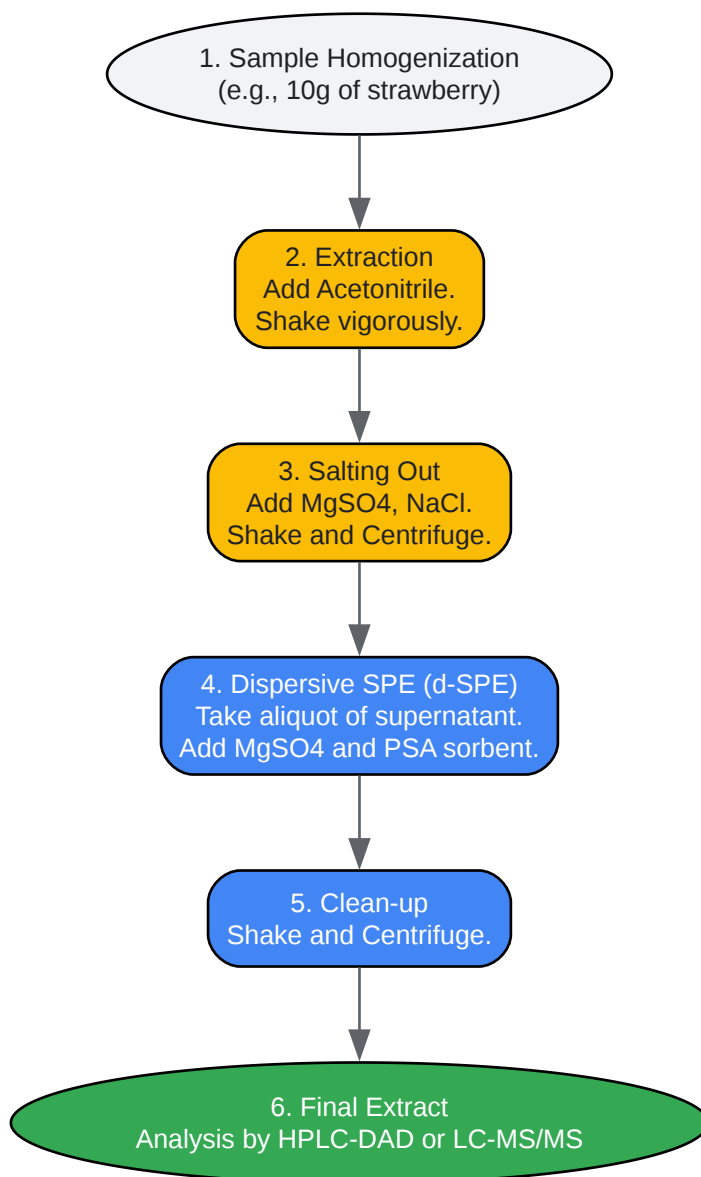 1. Sample Homogenization
(e.g., 10g of strawberry)
2. Extraction
Add Acetonitrile.
Shake vigorously.
3. Salting Out
Add MgSO4, NaCl.
Shake and Centrifuge.
4. Dispersive SPE (d-SPE)
Take aliquot of supernatant.
Add MgSO4 and PSA sorbent.
5. Clean-up
Shake and Centrifuge.
6. Final Extract
Analysis by HPLC-DAD or LC-MS/MS